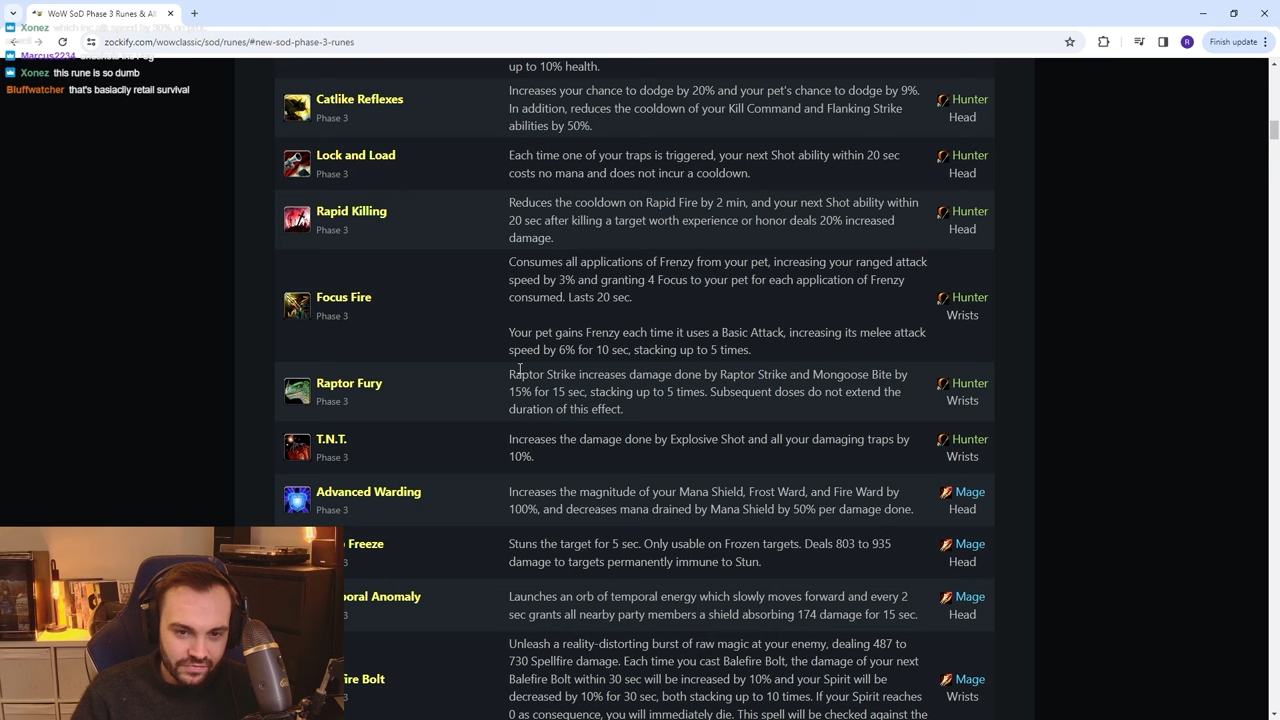 WoW SoD Phase 3 Runes & All
Xonez
zockify.com/wowclassic/sod/runes/#new-sod-phase-3-runes
R
Finish update
Marcus2234
Xonez this rune is so dumb
Bluffwatcher that's basiaclly retail survival
up to 10% health.
Catlike Reflexes
Phase 3
Increases your chance to dodge by 20% and your pet's chance to dodge by 9%.
In addition, reduces the cooldown of your Kill Command and Flanking Strike
abilities by 50%.
Hunter
Head
Lock and Load
Phase 3
Each time one of your traps is triggered, your next Shot ability within 20 sec
costs no mana and does not incur a cooldown.
Hunter
Head
Rapid Killing
Phase 3
Reduces the cooldown on Rapid Fire by 2 min, and your next Shot ability within
20 sec after killing a target worth experience or honor deals 20% increased
damage.
Hunter
Head
Focus Fire
Phase 3
Consumes all applications of Frenzy from your pet, increasing your ranged attack
speed by 3% and granting 4 Focus to your pet for each application of Frenzy
consumed. Lasts 20 sec.
Your pet gains Frenzy each time it uses a Basic Attack, increasing its melee attack
speed by 6% for 10 sec, stacking up to 5 times.
Hunter
Wrists
Raptor Fury
Phase 3
Raptor Strike increases damage done by Raptor Strike and Mongoose Bite by
15% for 15 sec, stacking up to 5 times. Subsequent doses do not extend the
duration of this effect.
Hunter
Wrists
T.N.T.
Phase 3
Increases the damage done by Explosive Shot and all your damaging traps by
10%.
Hunter
Wrists
Advanced Warding
Phase 3
Increases the magnitude of your Mana Shield, Frost Ward, and Fire Ward by
100%, and decreases mana drained by Mana Shield by 50% per damage done.
Mage
Head
Freeze
3
Stuns the target for 5 sec. Only usable on Frozen targets. Deals 803 to 935
damage to targets permanently immune to Stun.
Mage
Head
poral Anomaly
3
Launches an orb of temporal energy which slowly moves forward and every 2
sec grants all nearby party members a shield absorbing 174 damage for 15 sec.
Mage
Head
fire Bolt
3
Unleash a reality-distorting burst of raw magic at your enemy, dealing 487 to
730 Spellfire damage. Each time you cast Balefire Bolt, the damage of your next
Balefire Bolt within 30 sec will be increased by 10% and your Spirit will be
decreased by 10% for 30 sec, both stacking up to 10 times. If your Spirit reaches
0 as consequence, you will immediately die. This spell will be checked against the
Mage
Wrists